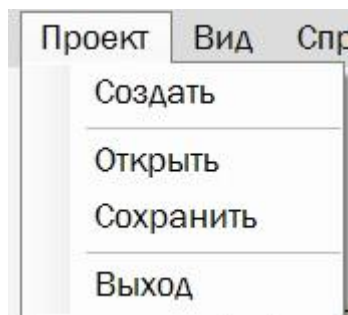 Проект Вид
Создать
Открыть
Сохранить
Выход